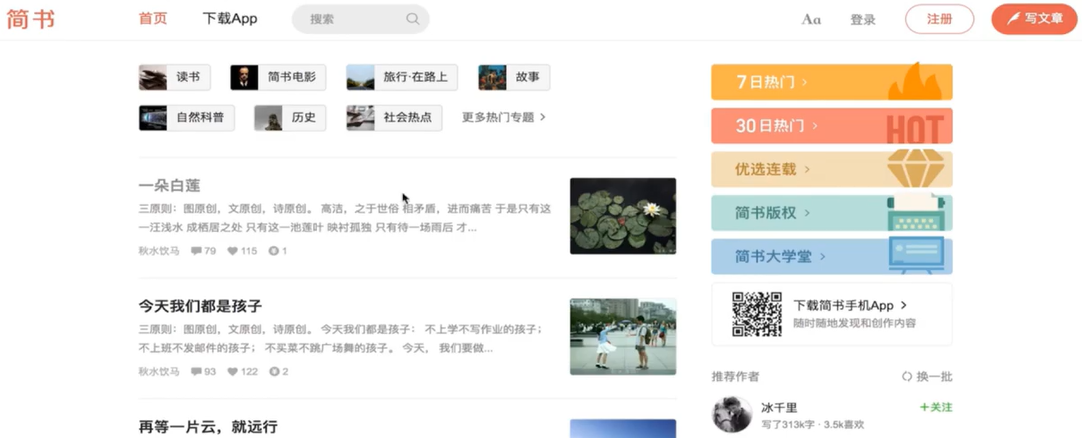 简书 首页 下载App 搜索 Aa 登录 注册 写文章
读书 简书电影 旅行·在路上 故事
自然科普 历史 社会热点 更多热门专题
一朵白莲
三原则：图原创，文原创，诗原创。 高洁，之于世俗 相矛盾，进而痛苦 于是只有这
一汪浅水 成栖居之处 只有这一池莲叶 映衬孤独 只有待一场雨后 才...
秋水饮马 79 115 1
今天我们都是孩子
三原则：图原创，文原创，诗原创。 今天我们都是孩子： 不上学不写作业的孩子；
不上班不发邮件的孩子； 不买菜不跳广场舞的孩子。 今天， 我们要做...
秋水饮马 93 122 2
再等一片云，就远行
7日热门
30日热门
HOT
优选连载
简书版权
简书大学堂
下载简书手机App
随时随地发现和创作内容
推荐作者 换一批
冰千里 +关注
写了313k字 · 3.5k喜欢